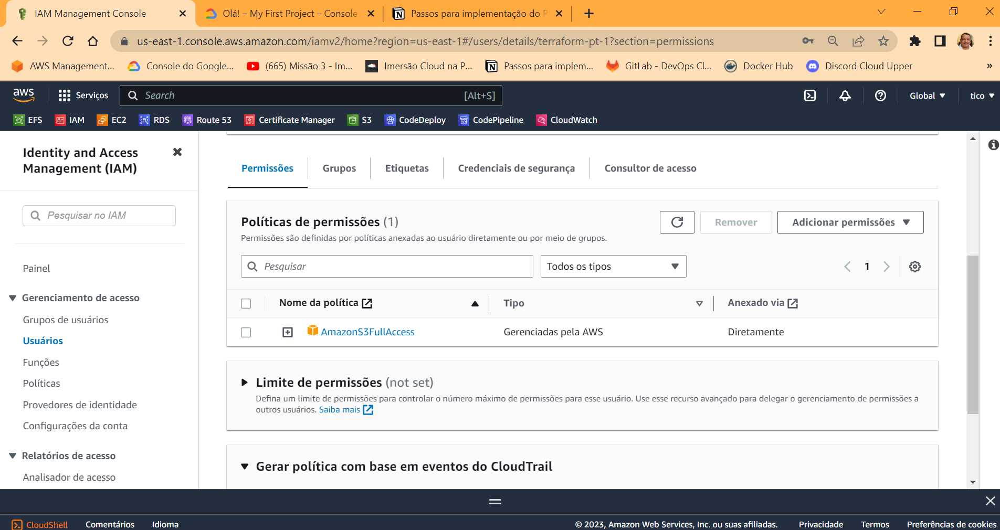 IAM Management Console
Olá! – My First Project – Console
Passos para implementação do P
us-east-1.console.aws.amazon.com/iamv2/home?region=us-east-1#/users/details/terraform-pt-1?section=permissions
AWS Management...
Console do Google...
(665) Missão 3 - Im...
Imersão Cloud na P...
Passos para implem...
GitLab - DevOps Cl...
Docker Hub
Discord Cloud Upper
»
aws
Serviços
Search
[Alt+S]
Global
tico
EFS
IAM
EC2
RDS
Route 53
Certificate Manager
S3
CodeDeploy
CodePipeline
CloudWatch
Identity and Access
Management (IAM)
Pesquisar no IAM
Painel
Gerenciamento de acesso
Grupos de usuários
Usuários
Funções
Políticas
Provedores de identidade
Configurações da conta
Relatórios de acesso
Analisador de acesso
Permissões
Grupos
Etiquetas
Credenciais de segurança
Consultor de acesso
Políticas de permissões (1)
Permissões são definidas por políticas anexadas ao usuário diretamente ou por meio de grupos.
Remover
Adicionar permissões
Pesquisar
Todos os tipos
1
Nome da política
Tipo
Anexado via
AmazonS3FullAccess
Gerenciadas pela AWS
Diretamente
Limite de permissões (not set)
Defina um limite de permissões para controlar o número máximo de permissões para esse usuário. Use esse recurso avançado para delegar o gerenciamento de permissões a
outros usuários. Saiba mais
Gerar política com base em eventos do CloudTrail
CloudShell
Comentários
Idioma
© 2023, Amazon Web Services, Inc. ou suas afiliadas.
Privacidade
Termos
Preferências de cookies